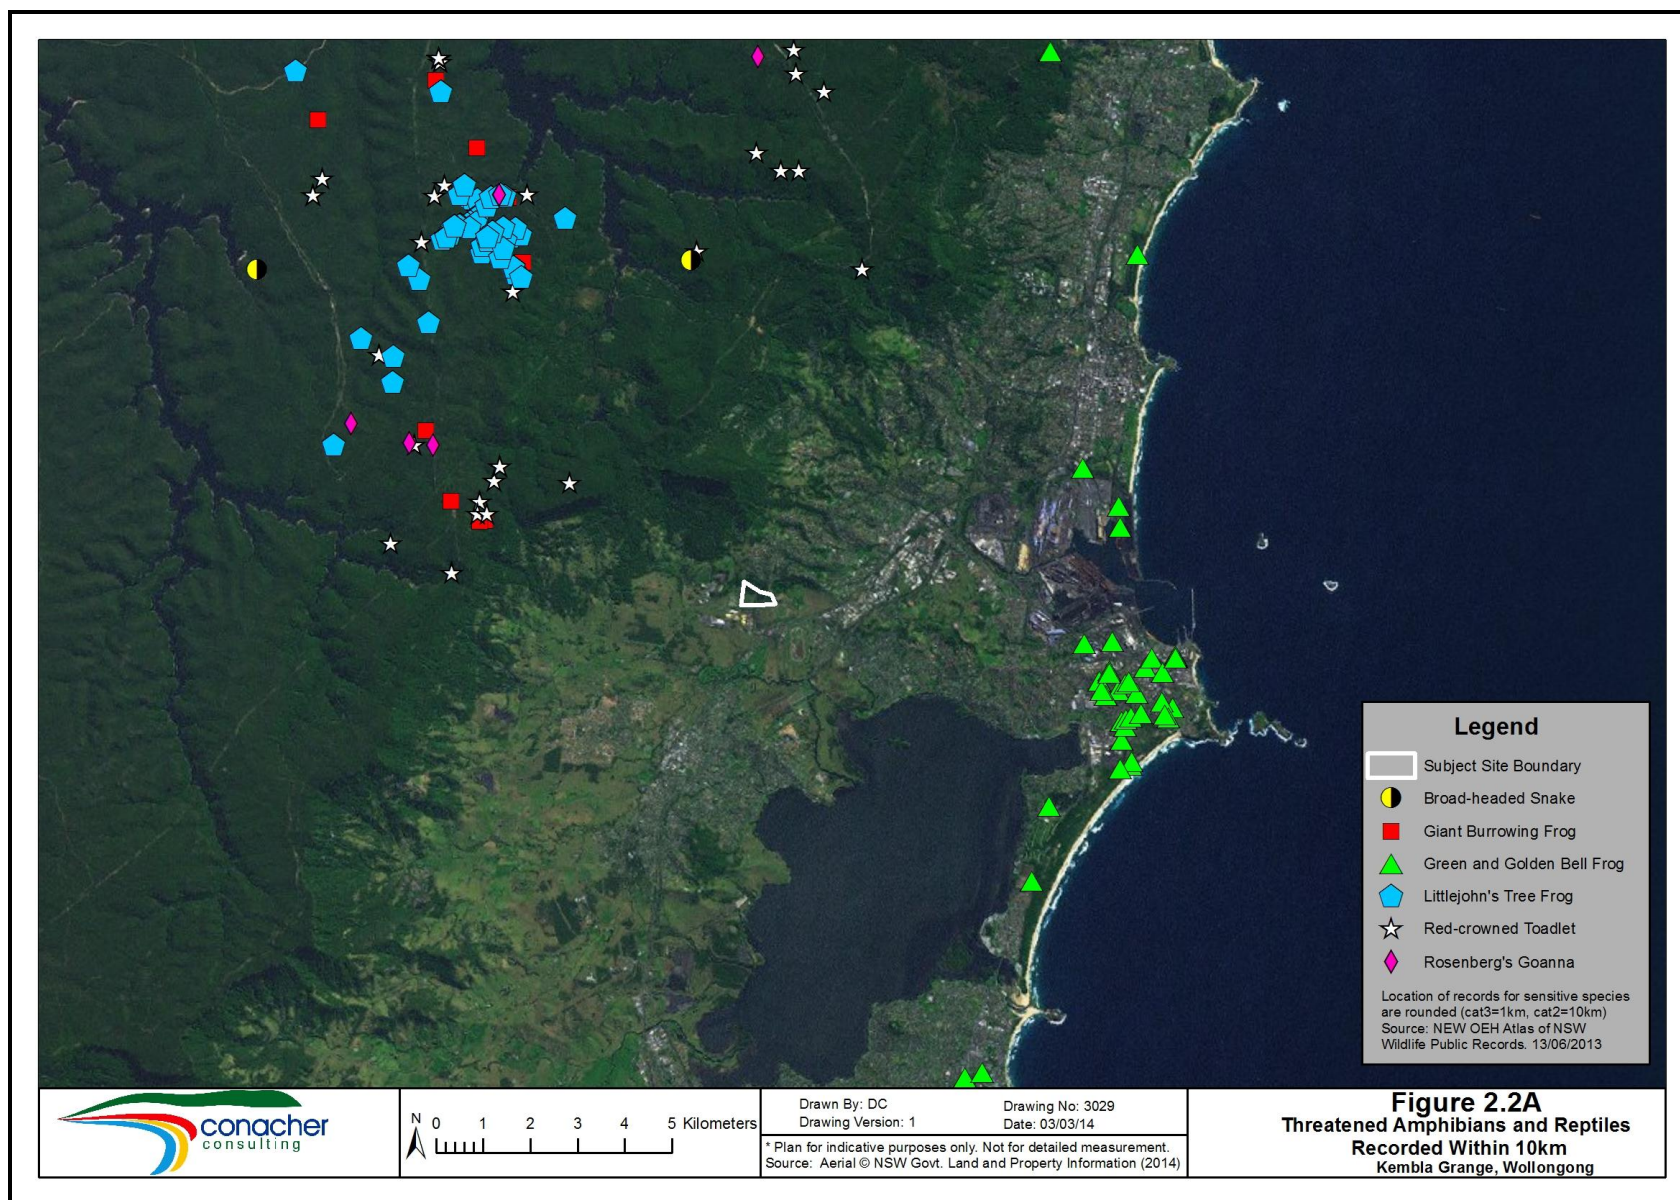 Legend
Subject Site Boundary
Broad-headed Snake
Giant Burrowing Frog
Green and Golden Bell Frog
Littlejohn's Tree Frog
Red-crowned Toadlet
Rosenberg's Goanna
Location of records for sensitive species
are rounded (cat3=1km, cat2=10km)
Source: NEW OEH Atlas of NSW
Wildlife Public Records. 13/06/2013
conacher
consulting
N
0 1 2 3 4 5 Kilometers
Drawn By: DC
Drawing Version: 1
Drawing No: 3029
Date: 03/03/14
* Plan for indicative purposes only. Not for detailed measurement.
Source: Aerial © NSW Govt. Land and Property Information (2014)
Figure 2.2A
Threatened Amphibians and Reptiles
Recorded Within 10km
Kembla Grange, Wollongong